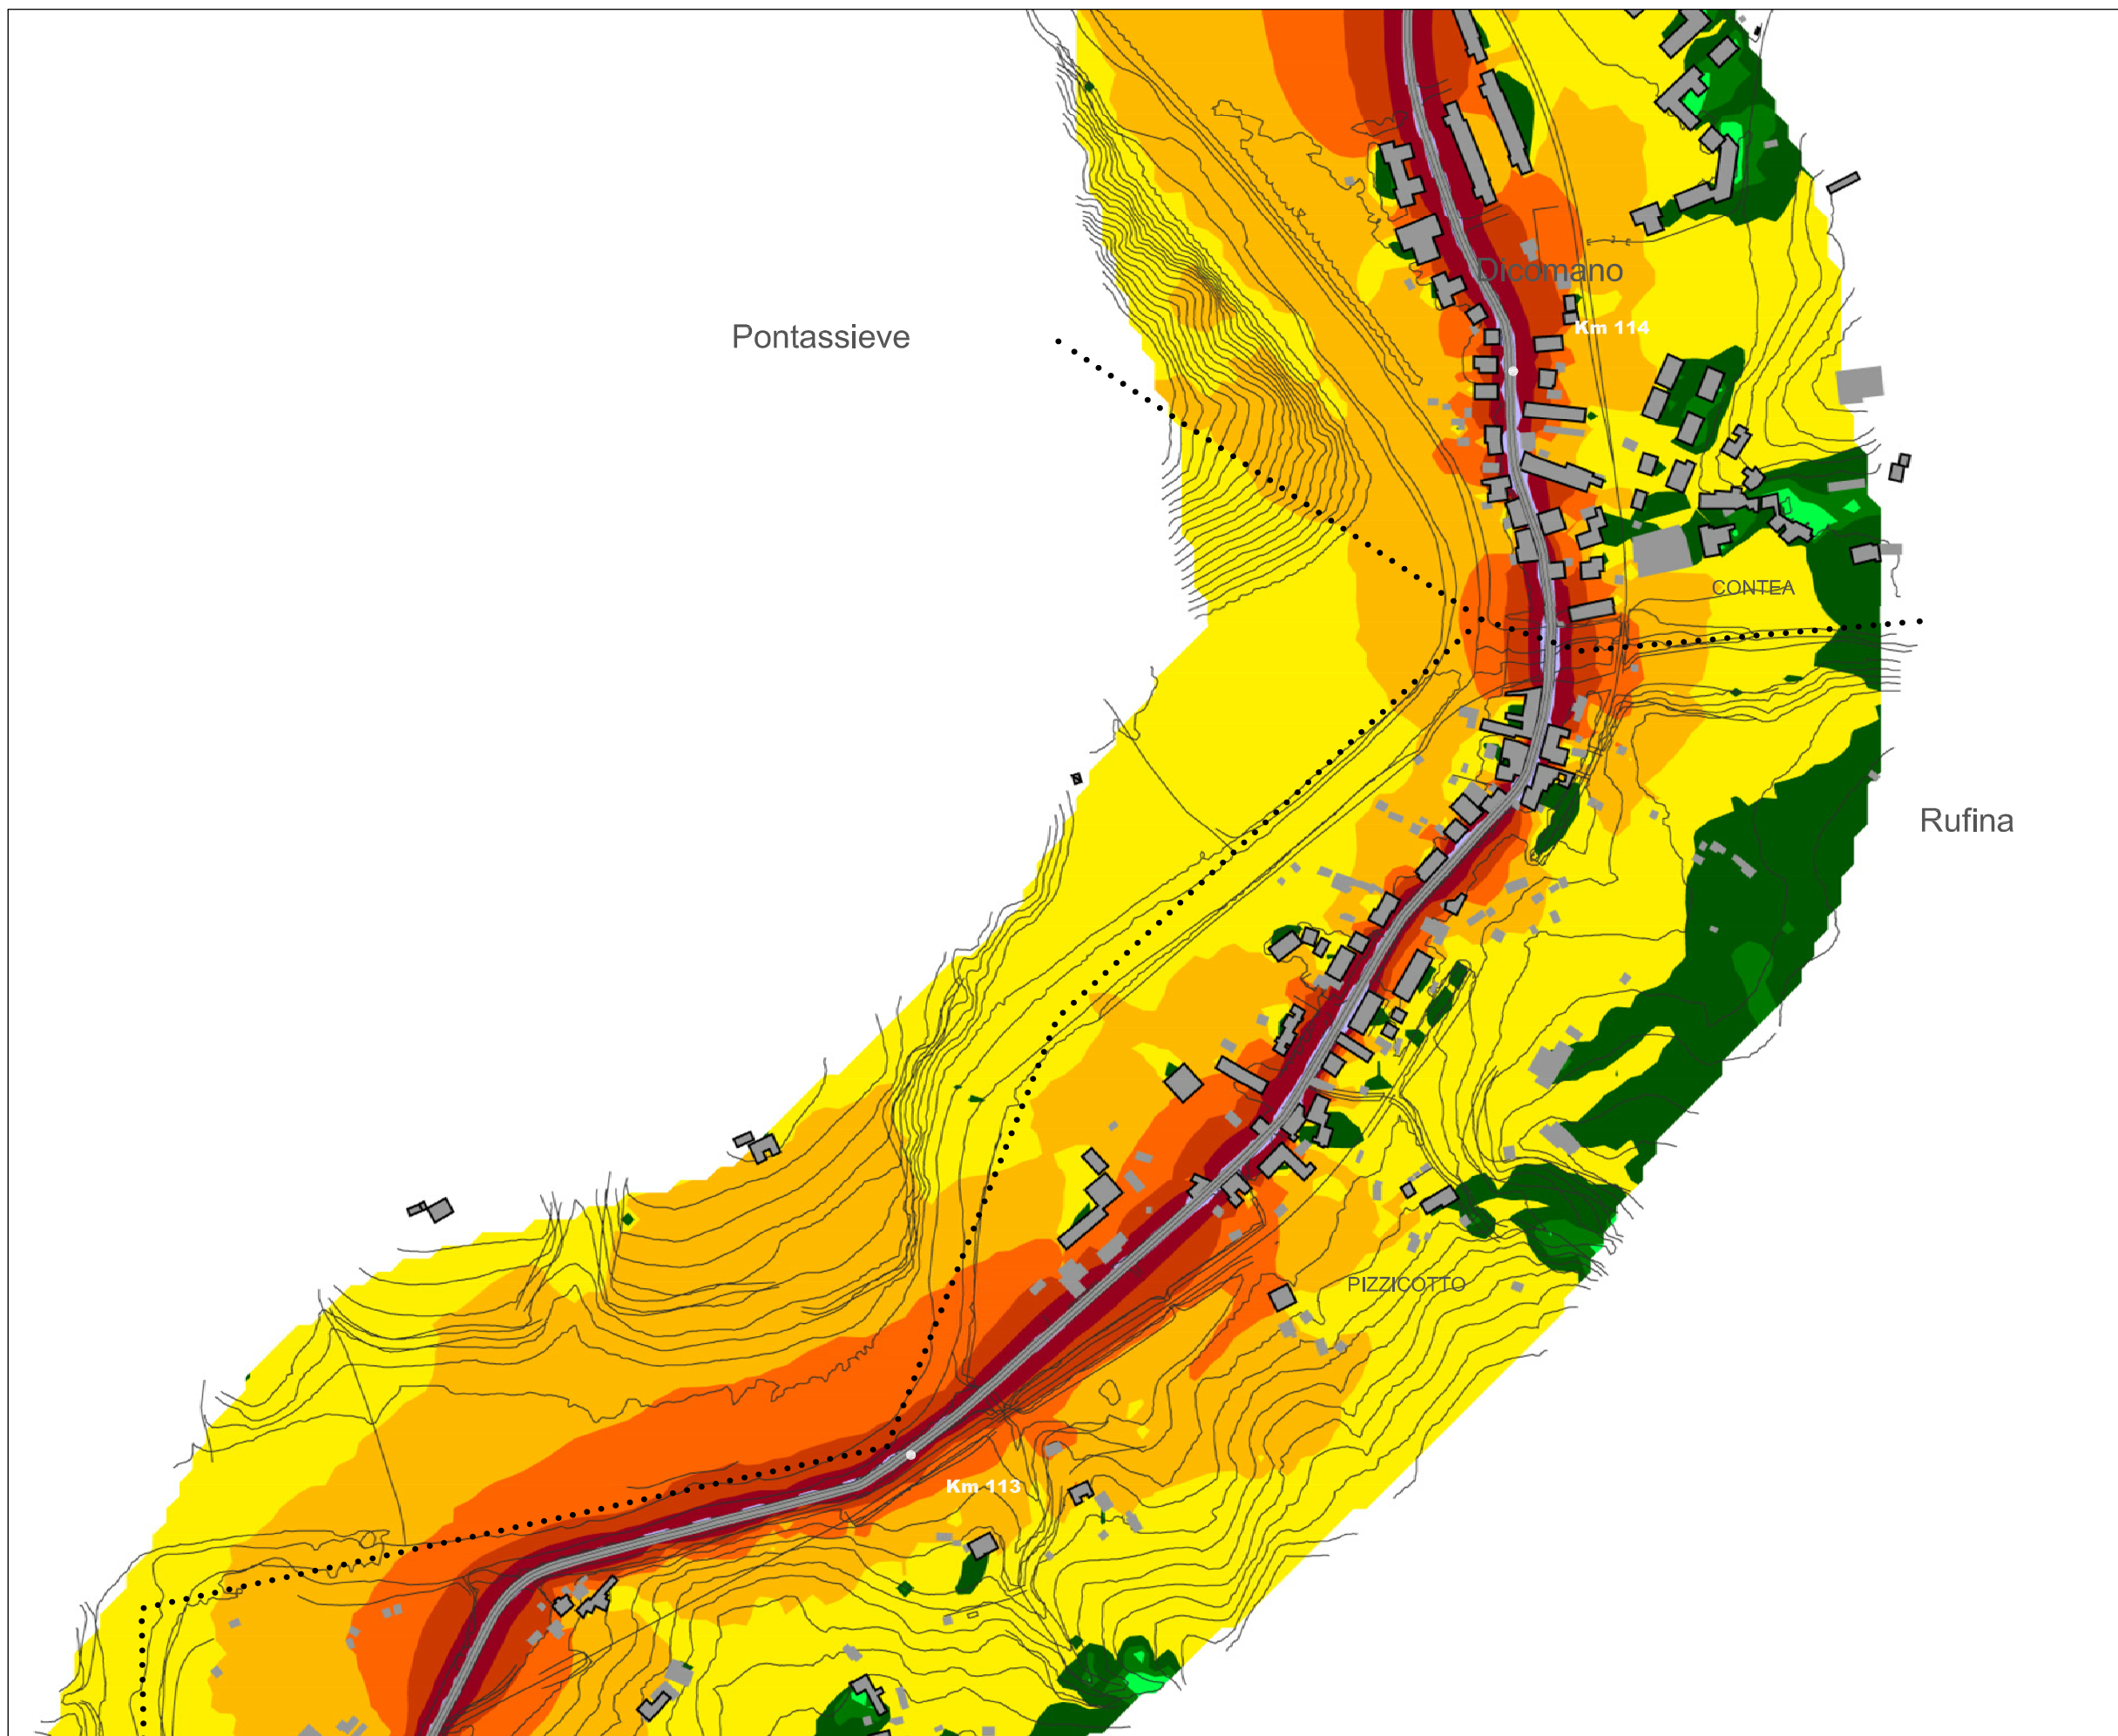 Dicomano
Km 114
Pontassieve
CONTEA
Rufina
PIZZICOTTO
Km 113